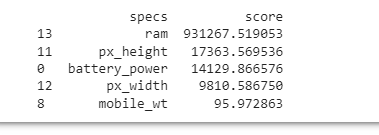 specs score
13 ram 931267.519053
11 px_height 17363.569536
0 battery_power 14129.866576
12 px_width 9810.586750
8 mobile_wt 95.972863